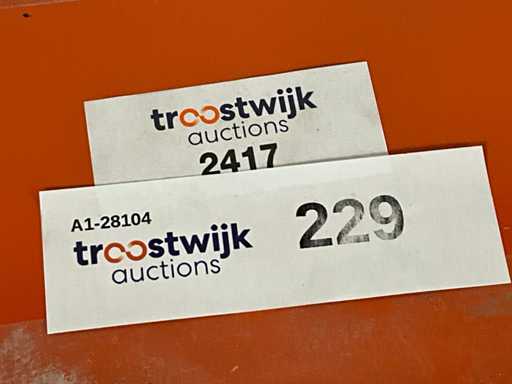 troostwijk
auctions
2417
A1-28104
troostwijk
auctions
229